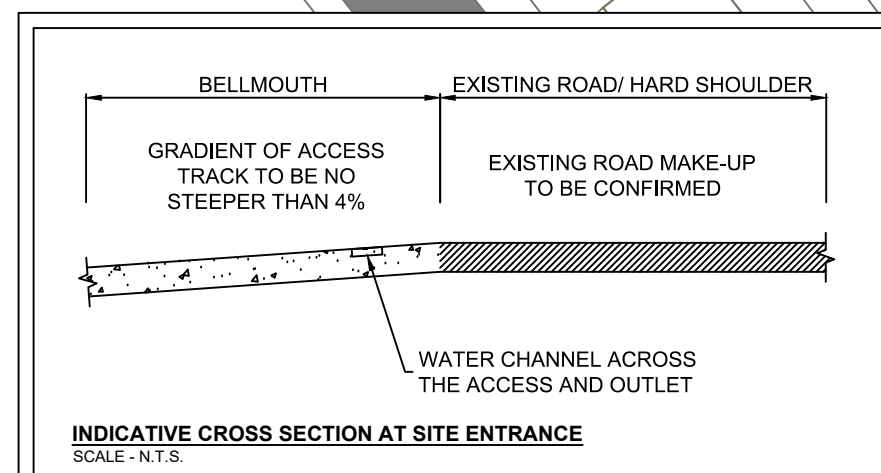 BELLMOUTH
EXISTING ROAD/ HARD SHOULDER
GRADIENT OF ACCESS
TRACK TO BE NO
STEEPER THAN 4%
EXISTING ROAD MAKE-UP
TO BE CONFIRMED
WATER CHANNEL ACROSS
THE ACCESS AND OUTLET
INDICATIVE CROSS SECTION AT SITE ENTRANCE
SCALE - N.T.S.